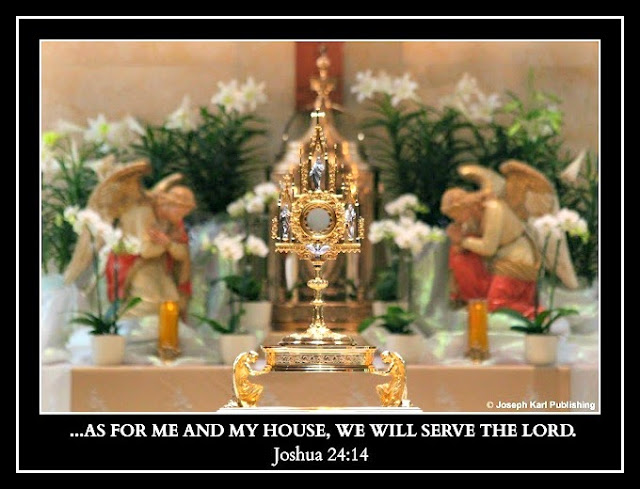 © Joseph Karl Publishing
...AS FOR ME AND MY HOUSE, WE WILL SERVE THE LORD.
Joshua 24:14